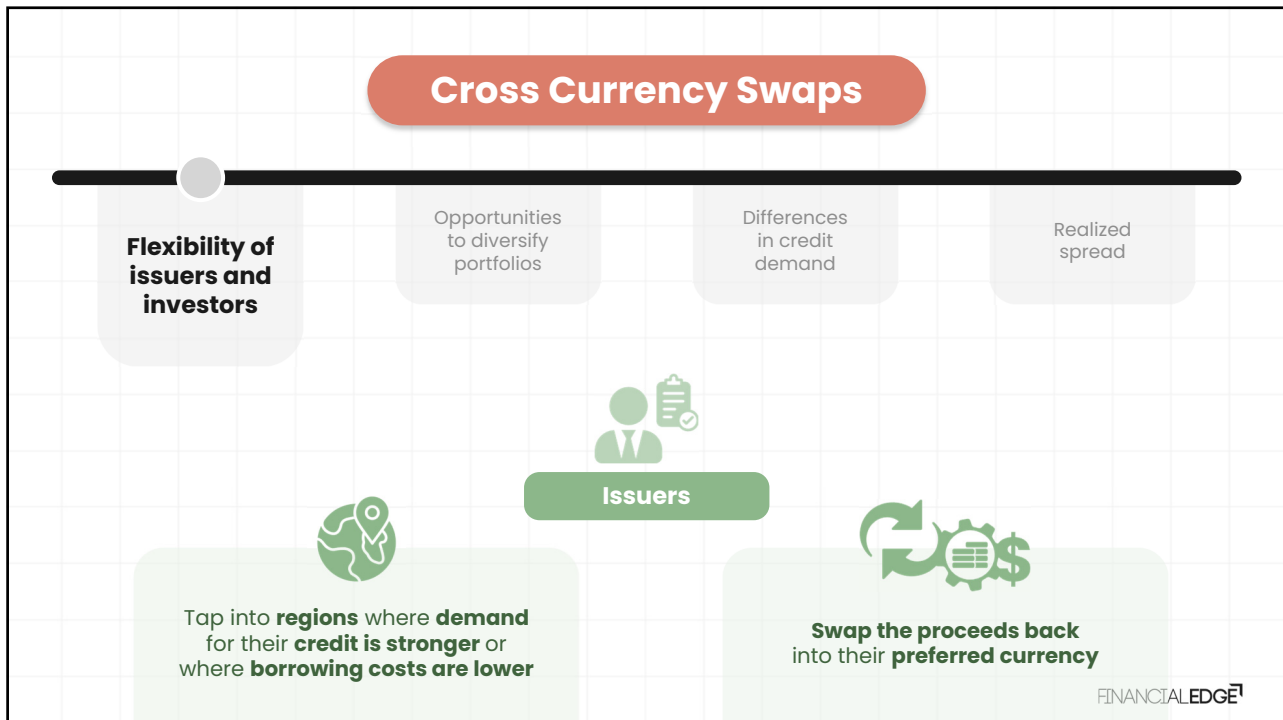 Cross Currency Swaps
Flexibility of
issuers and
investors
Opportunities
to diversify
portfolios
Differences
in credit
demand
Realized
spread
Issuers
Tap into regions where demand
for their credit is stronger or
where borrowing costs are lower
$
Swap the proceeds back
into their preferred currency
FINANCIALEDGE